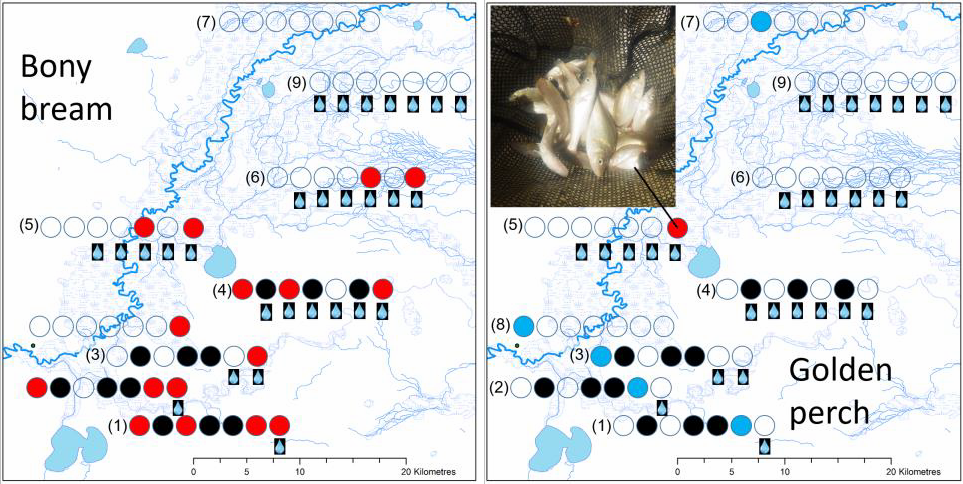 (7)
Bony
bream
(9)
(6)
(5)
(4)
(3)
(1)
0 5 10 20 Kilometres
(7)
(9)
(6)
(5)
(4)
(8)
(3)
Golden
perch
(2)
(1)
0 5 10 20 Kilometres